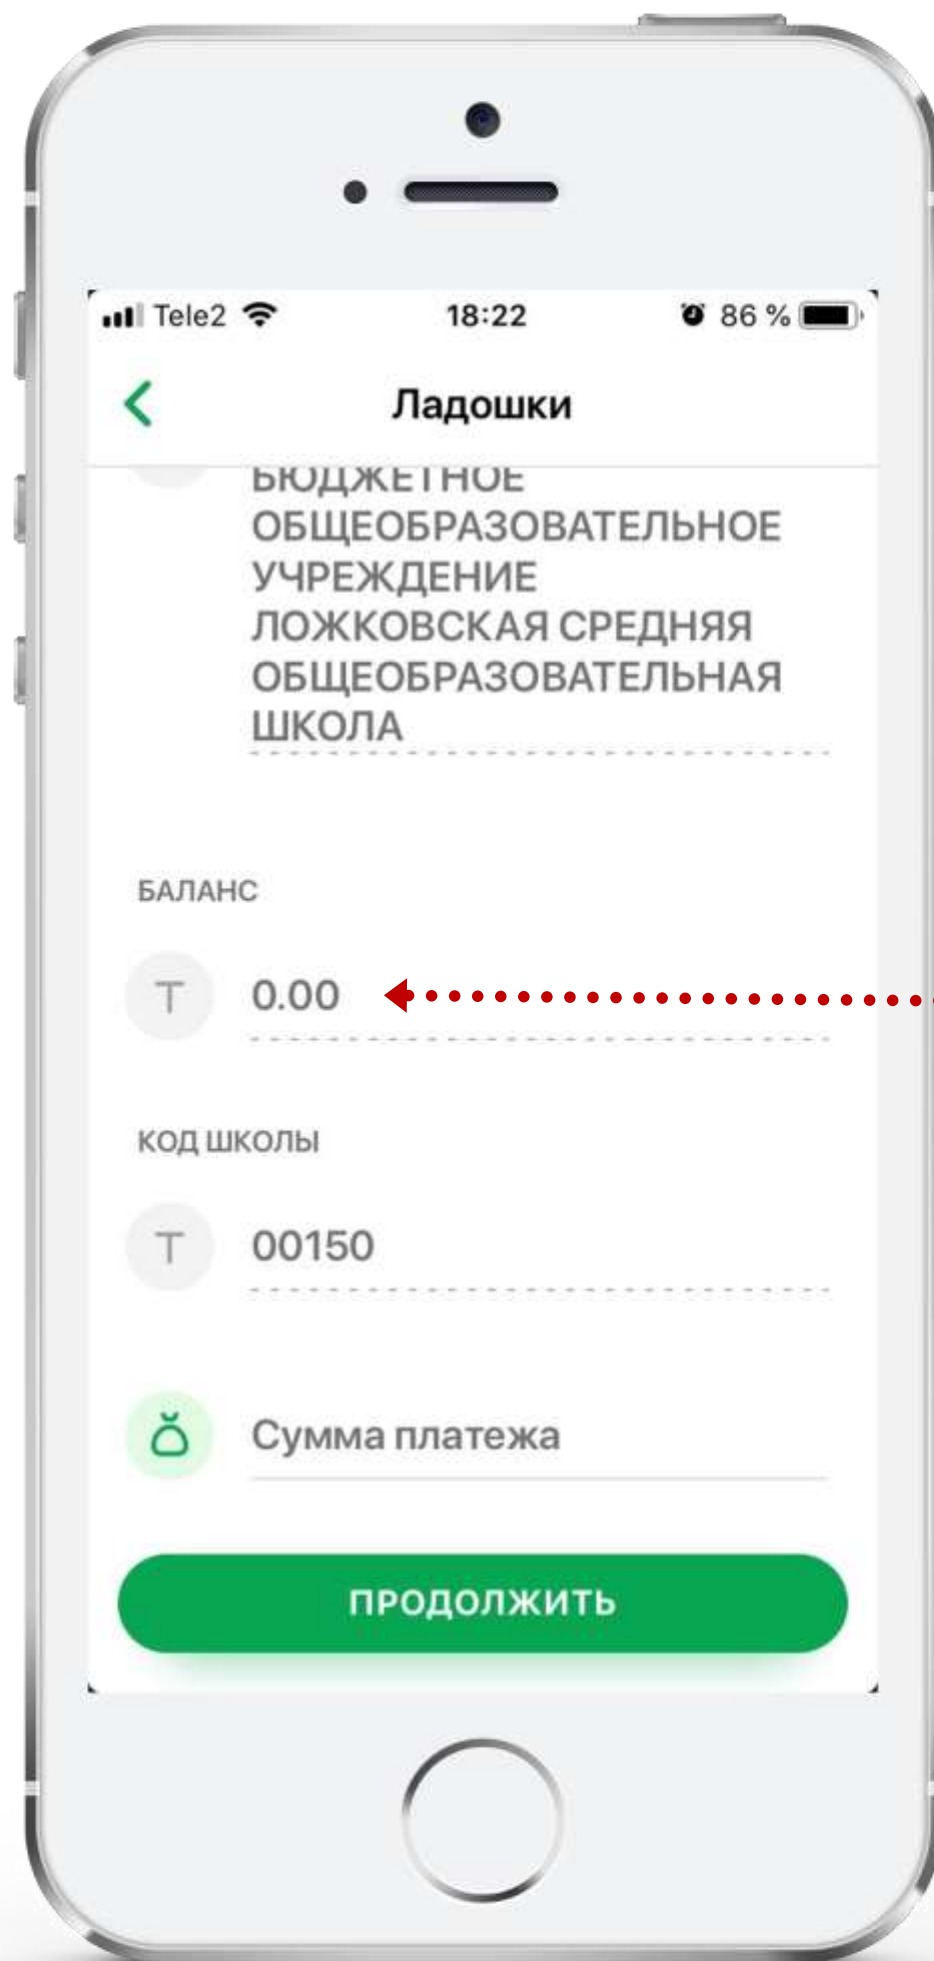 Tele2 18:22 86 %
Ладошки
БЮДЖЕТНОЕ
ОБЩЕОБРАЗОВАТЕЛЬНОЕ
УЧРЕЖДЕНИЕ
ЛОЖКОВСКАЯ СРЕДНЯЯ
ОБЩЕОБРАЗОВАТЕЛЬНАЯ
ШКОЛА
БАЛАНС
T 0.00
КОД ШКОЛЫ
T 00150
Сумма платежа
ПРОДОЛЖИТЬ